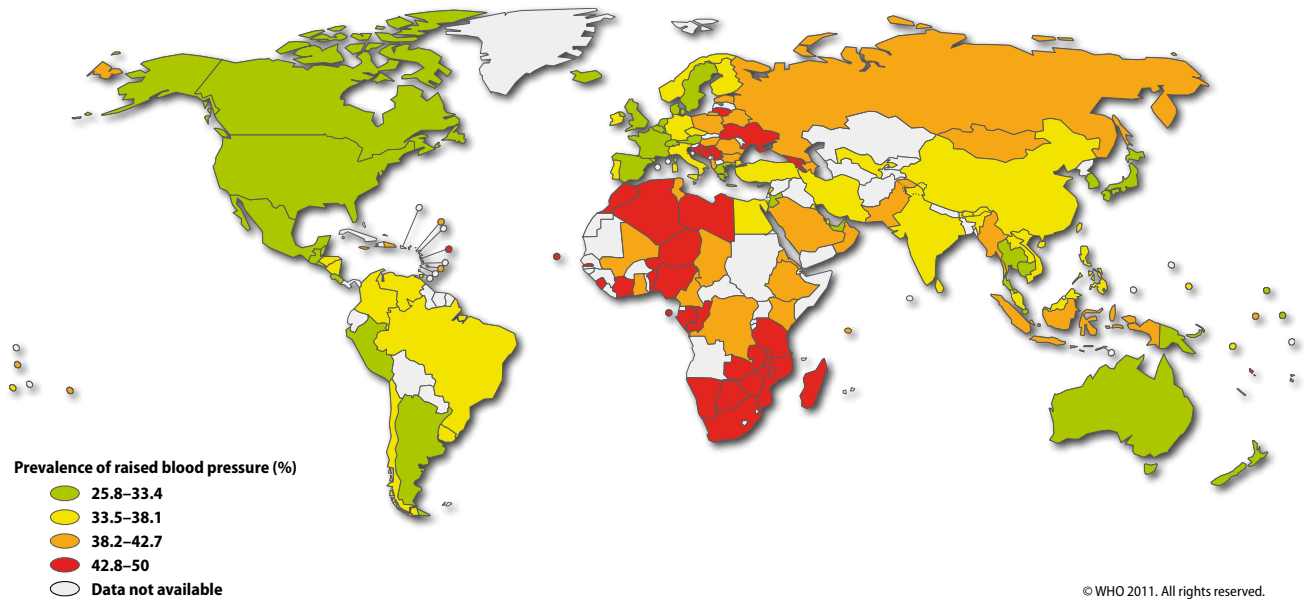 Prevalence of raised blood pressure (%)
25.8–33.4
33.5–38.1
38.2–42.7
42.8–50
Data not available
© WHO 2011. All rights reserved.